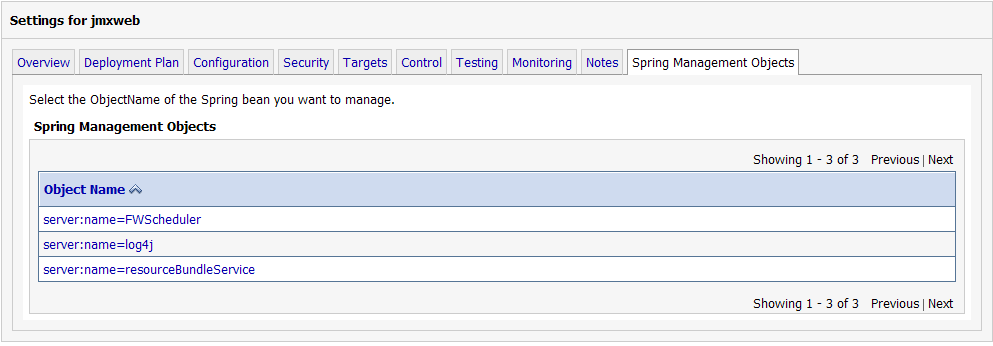 Settings for jmxweb
Overview Deployment Plan Configuration Security Targets Control Testing Monitoring Notes Spring Management Objects
Select the ObjectName of the Spring bean you want to manage.
Spring Management Objects
Showing 1 - 3 of 3 Previous | Next
Object Name
server:name=FWScheduler
server:name=log4j
server:name=resourceBundleService
Showing 1 - 3 of 3 Previous | Next